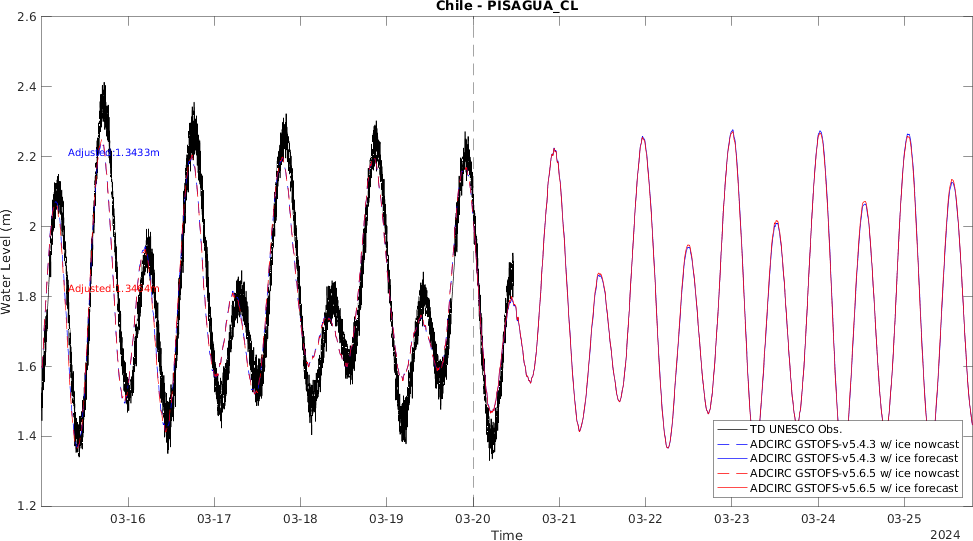 Chile - PISAGUA_CL
Water Level (m)
2.6
2.4
2.2
2
1.8
1.6
1.4
1.2
Adjusted:1.3433m
TD UNESCO Obs.
ADCIRC GSTOFS-v5.4.3 w/ ice nowcast
ADCIRC GSTOFS-v5.4.3 w/ ice forecast
ADCIRC GSTOFS-v5.6.5 w/ ice nowcast
ADCIRC GSTOFS-v5.6.5 w/ ice forecast
03-16
03-17
03-18
03-19
03-20
03-21
03-22
03-23
03-24
03-25
Time
2024